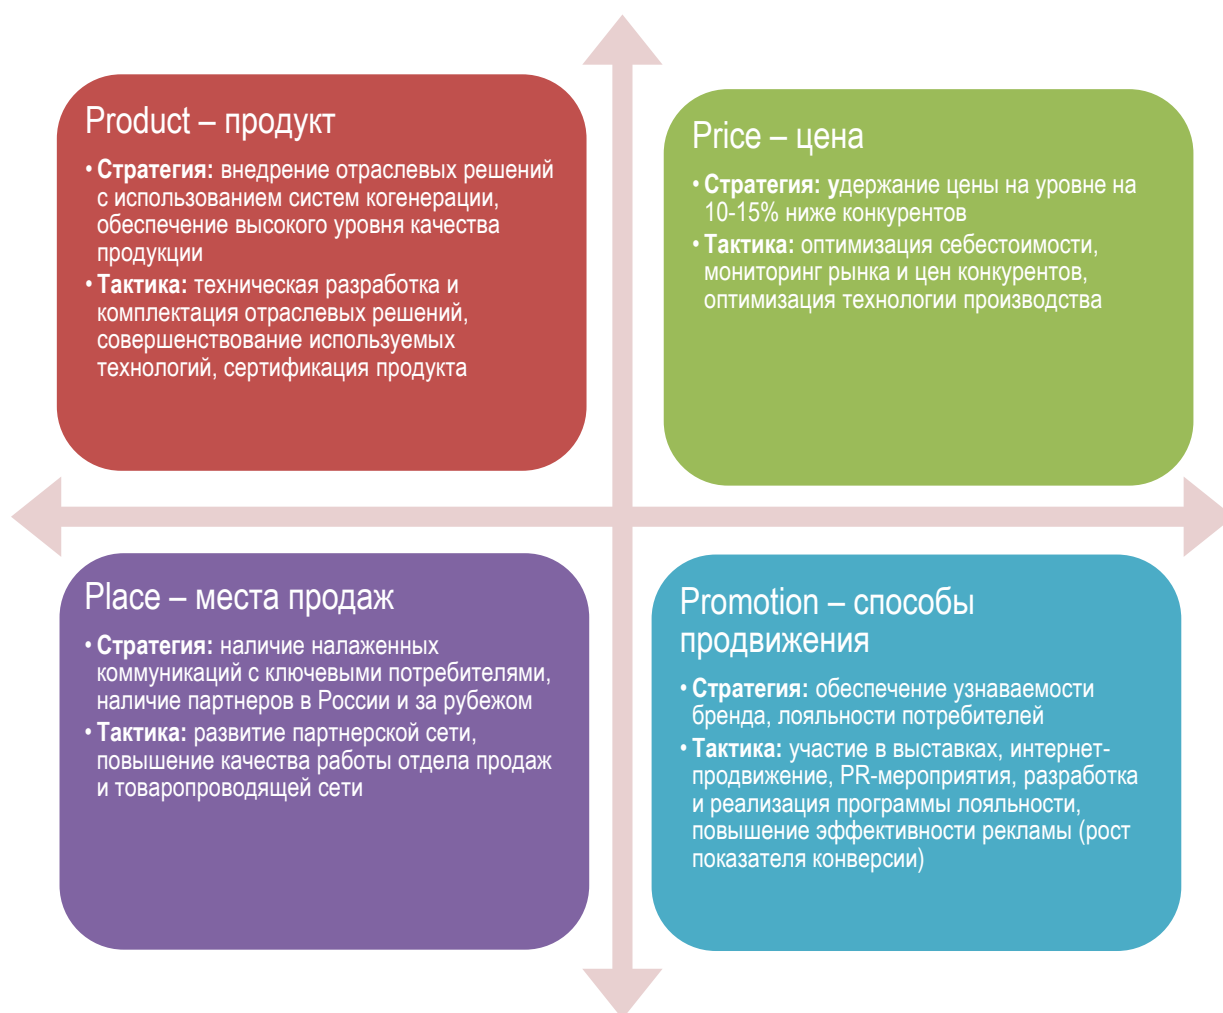 Product – продукт
• Стратегия: внедрение отраслевых решений
с использованием систем когенерации,
обеспечение высокого уровня качества
продукции
• Тактика: техническая разработка и
комплектация отраслевых решений,
совершенствование используемых
технологий, сертификация продукта
Price – цена
• Стратегия: удержание цены на уровне на
10-15% ниже конкурентов
• Тактика: оптимизация себестоимости,
мониторинг рынка и цен конкурентов,
оптимизация технологии производства
Place – места продаж
• Стратегия: наличие налаженных
коммуникаций с ключевыми потребителями,
наличие партнеров в России и за рубежом
• Тактика: развитие партнерской сети,
повышение качества работы отдела продаж
и товаропроводящей сети
Promotion – способы
продвижения
• Стратегия: обеспечение узнаваемости
бренда, лояльности потребителей
• Тактика: участие в выставках, интернет-
продвижение, PR-мероприятия, разработка
и реализация программы лояльности,
повышение эффективности рекламы (рост
показателя конверсии)